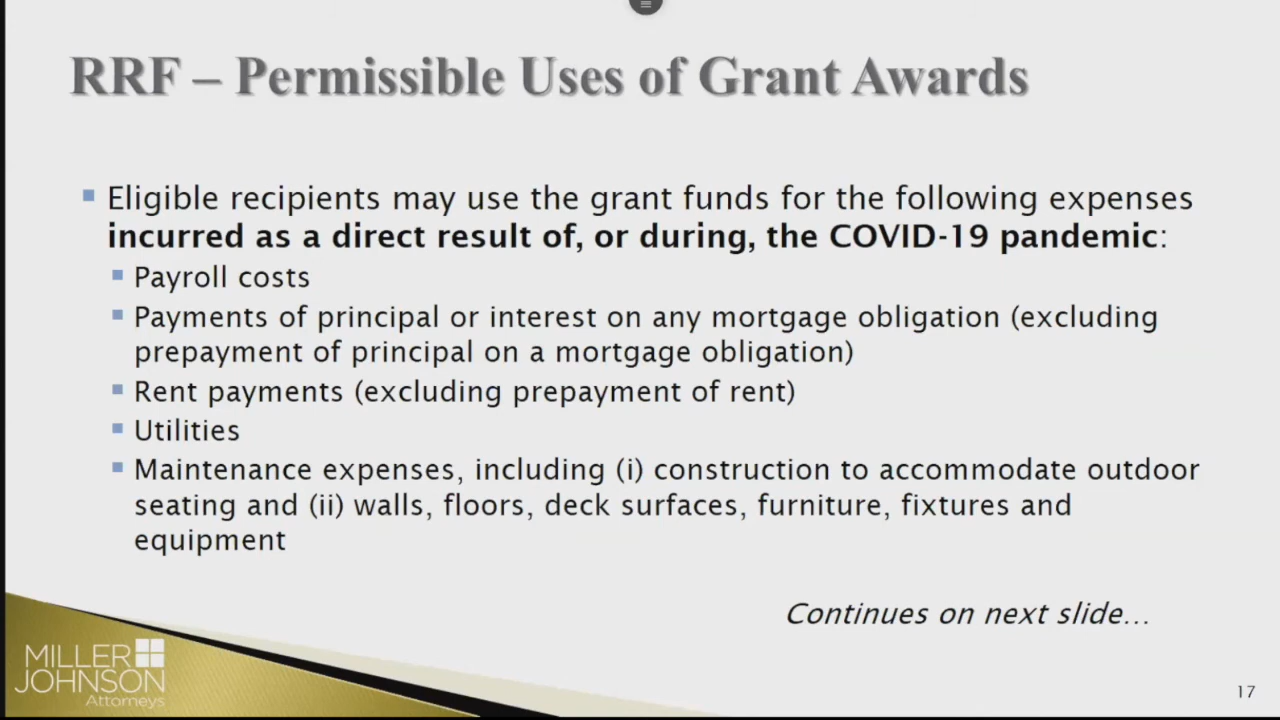 RRF – Permissible Uses of Grant Awards
Eligible recipients may use the grant funds for the following expenses
incurred as a direct result of, or during, the COVID-19 pandemic:
Payroll costs
Payments of principal or interest on any mortgage obligation (excluding
prepayment of principal on a mortgage obligation)
Rent payments (excluding prepayment of rent)
Utilities
Maintenance expenses, including (i) construction to accommodate outdoor
seating and (ii) walls, floors, deck surfaces, furniture, fixtures and
equipment
Continues on next slide…
MILLER
JOHNSON
Attorneys
17